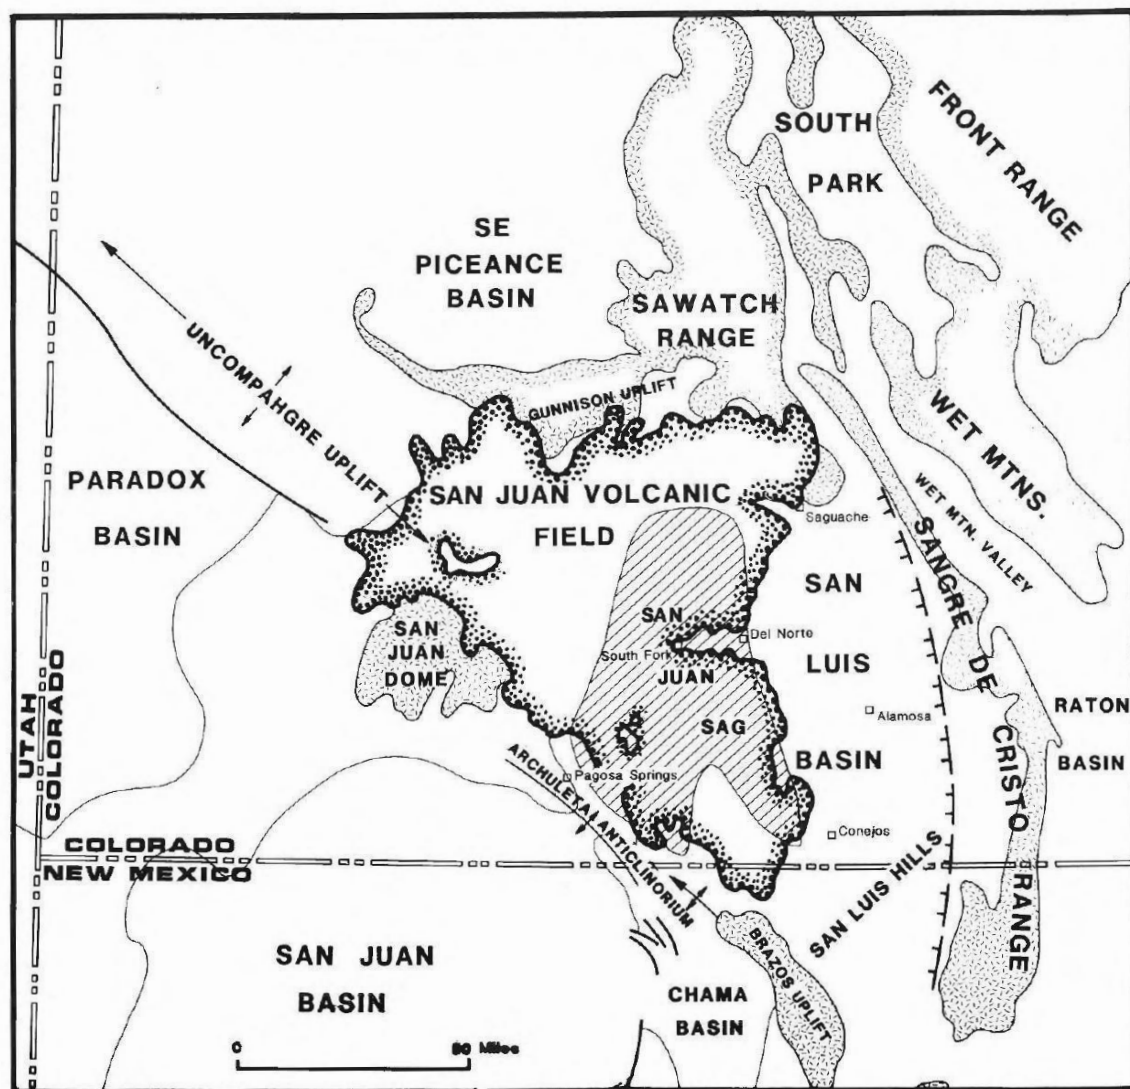 SOUTH
PARK
FRONT RANGE
SE
PICEANCE
BASIN
SAWATCH
RANGE
UNCOMPAHGRE UPLIFT
GUNNISON UPLIFT
WET MTNS.
PARADOX
BASIN
SAN JUAN VOLCANIC
FIELD
Saguache
WET MTN. VALLEY
SANGRE DE CRISTO RANGE
SAN
LUIS
BASIN
SAN
JUAN
SAG
Del Norte
South Fork
SAN
JUAN
DOME
Alamosa
RATON
BASIN
UTAH
COLORADO
ARCHULETA ANTICLINORIUM
Pagosa Springs
Conejos
COLORADO
NEW MEXICO
SAN LUIS HILLS
SAN JUAN
BASIN
BRAZOS UPLIFT
CHAMA
BASIN
0 Miles